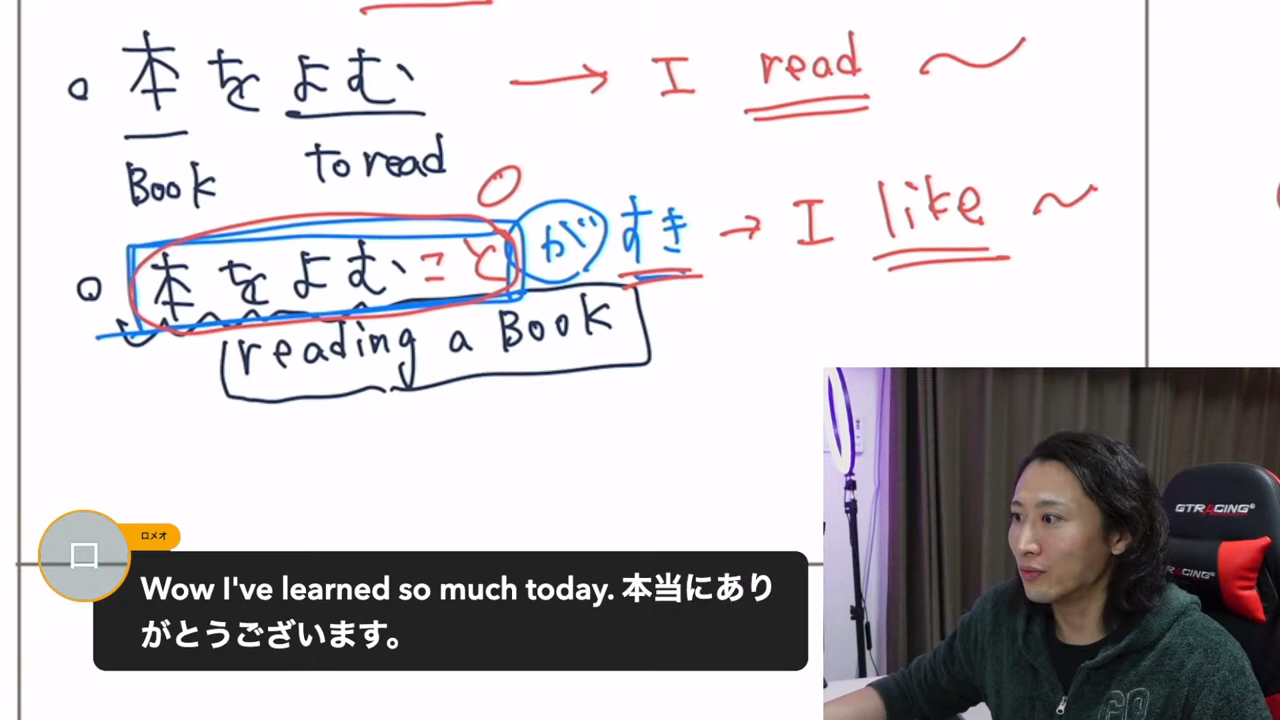 本をよむ → I read ～
Book to read
本をよむこと がすき → I like ～
reading a Book
ロメオ
ロ
Wow I've learned so much today. 本当にあり
がとうございます。
GTRACING
RACING